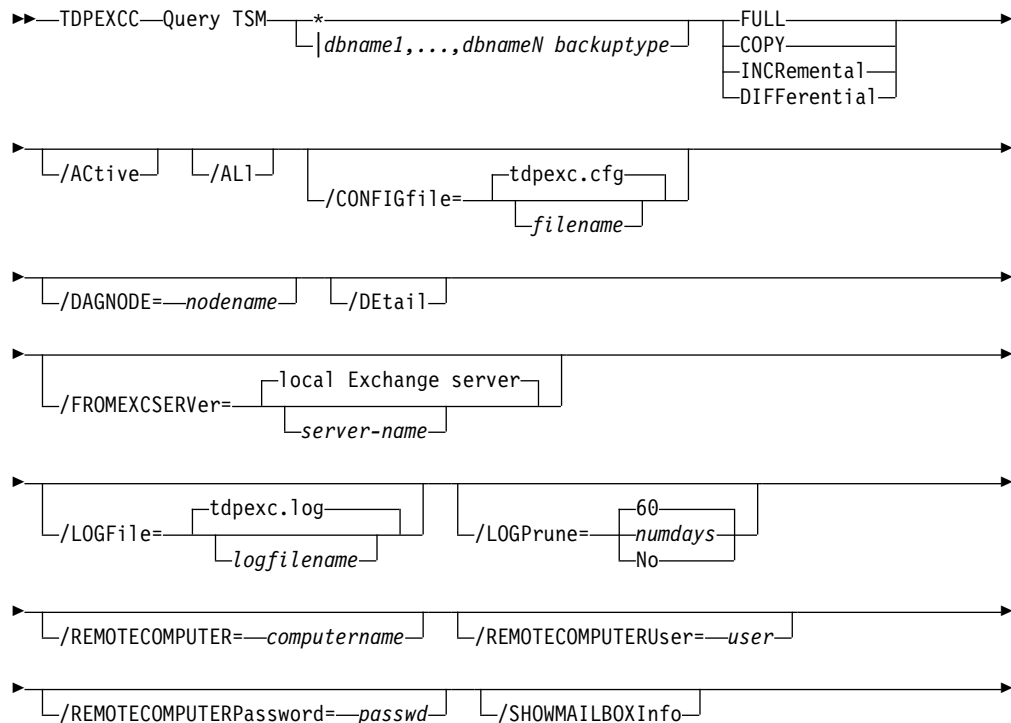 TDPEXCC Query TSM * FULL
|dbname1,...,dbnameN backuptype COPY
INCRemental
DIFFerential
/ACtive /ALl tdpexc.cfg
/CONFIGfile=
filename
/DAGNODE= nodename /DEtail
local Exchange server
/FROMEXCSERVer=
server-name
tdpexc.log 60
/LOGFile= /LOGPrune= numdays
logfilename No
/REMOTECOMPUTER= computername /REMOTECOMPUTERUser= user
/REMOTECOMPUTERPassword= passwd /SHOWMAILBOXInfo